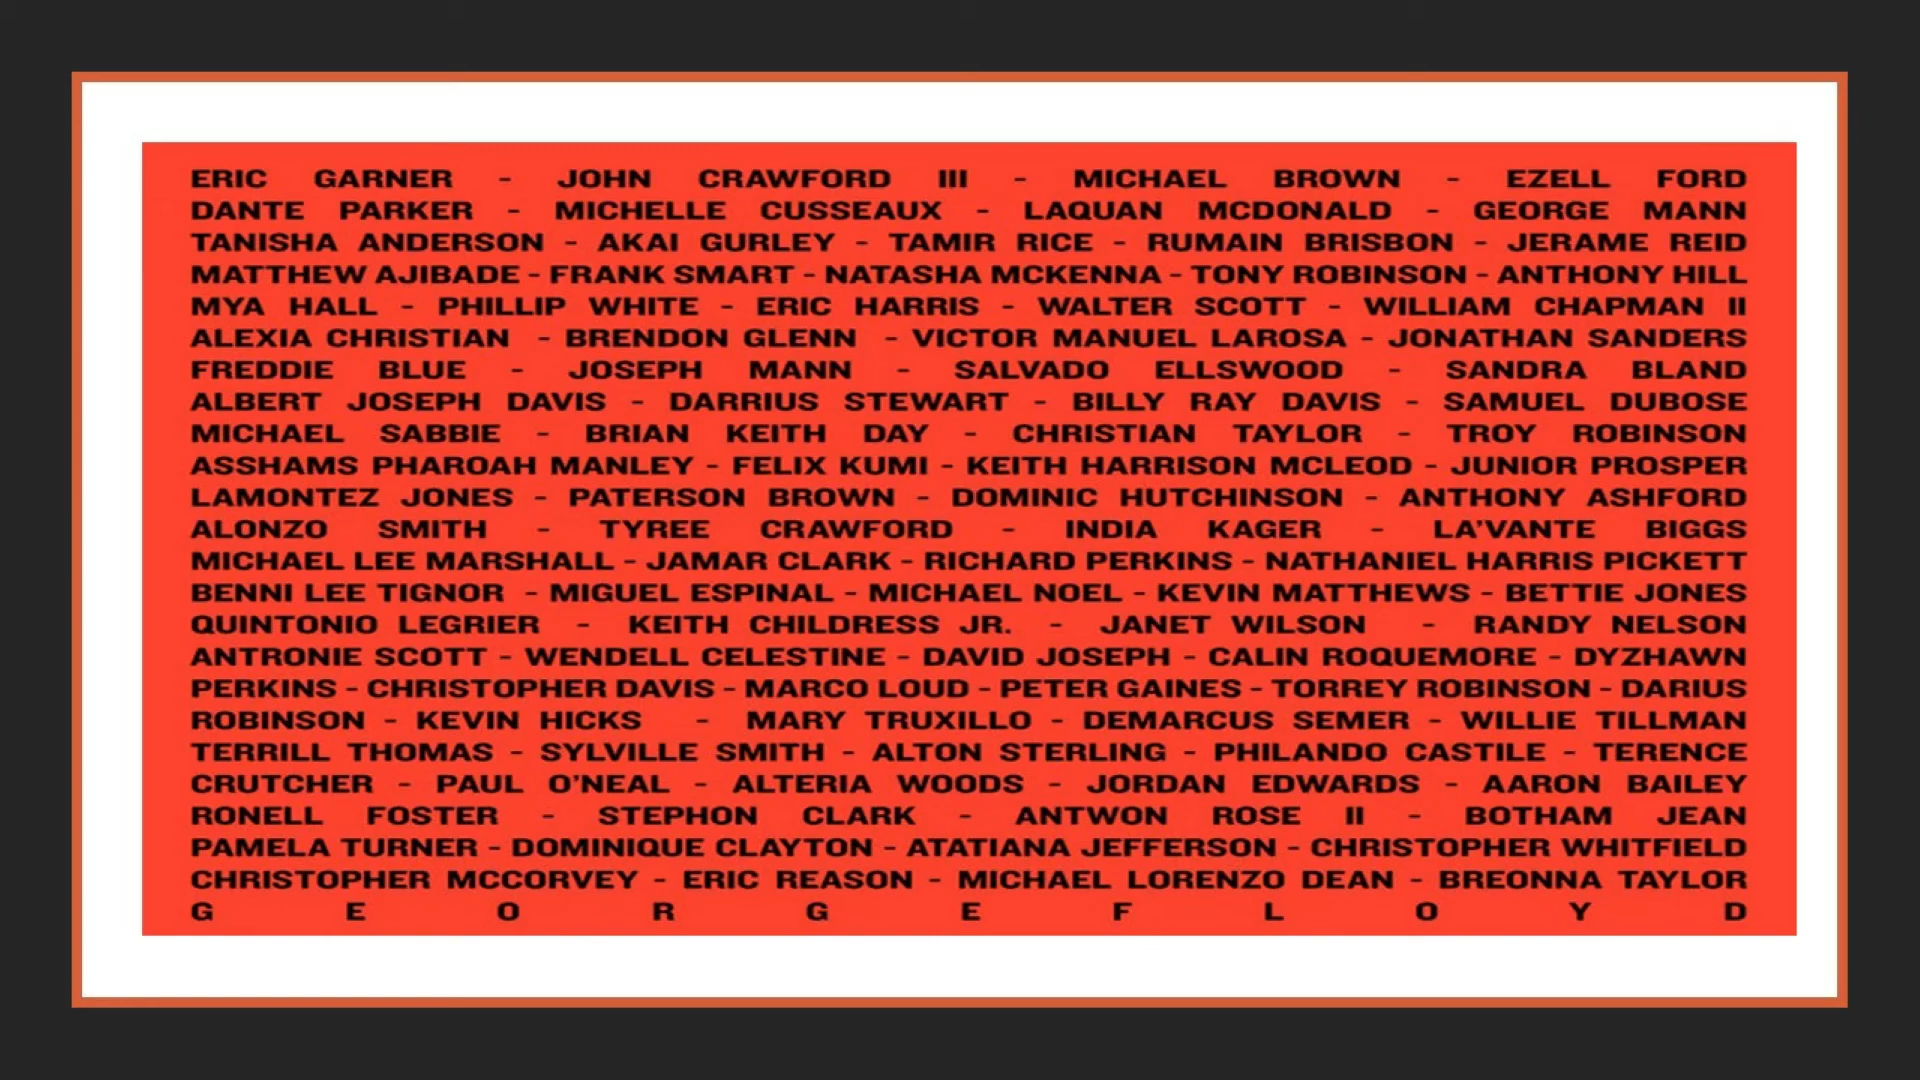 ERIC GARNER - JOHN CRAWFORD III - MICHAEL BROWN - EZELL FORD
DANTE PARKER - MICHELLE CUSSEAUX - LAQUAN MCDONALD - GEORGE MANN
TANISHA ANDERSON - AKAI GURLEY - TAMIR RICE - RUMAIN BRISBON - JERAME REID
MATTHEW AJIBADE - FRANK SMART - NATASHA MCKENNA - TONY ROBINSON - ANTHONY HILL
MYA HALL - PHILLIP WHITE - ERIC HARRIS - WALTER SCOTT - WILLIAM CHAPMAN II
ALEXIA CHRISTIAN - BRENDON GLENN - VICTOR MANUEL LAROSA - JONATHAN SANDERS
FREDDIE BLUE - JOSEPH MANN - SALVADO ELLSWOOD - SANDRA BLAND
ALBERT JOSEPH DAVIS - DARRIUS STEWART - BILLY RAY DAVIS - SAMUEL DUBOSE
MICHAEL SABBIE - BRIAN KEITH DAY - CHRISTIAN TAYLOR - TROY ROBINSON
ASSHAMS PHAROAH MANLEY - FELIX KUMI - KEITH HARRISON MCLEOD - JUNIOR PROSPER
LAMONTEZ JONES - PATERSON BROWN - DOMINIC HUTCHINSON - ANTHONY ASHFORD
ALONZO SMITH - TYREE CRAWFORD - INDIA KAGER - LA'VANTE BIGGS
MICHAEL LEE MARSHALL - JAMAR CLARK - RICHARD PERKINS - NATHANIEL HARRIS PICKETT
BENNI LEE TIGNOR - MIGUEL ESPINAL - MICHAEL NOEL - KEVIN MATTHEWS - BETTIE JONES
QUINTONIO LEGRIER - KEITH CHILDRESS JR. - JANET WILSON - RANDY NELSON
ANTRONIE SCOTT - WENDELL CELESTINE - DAVID JOSEPH - CALIN ROQUEMORE - DYZHAWN
PERKINS - CHRISTOPHER DAVIS - MARCO LOUD - PETER GAINES - TORREY ROBINSON - DARIUS
ROBINSON - KEVIN HICKS - MARY TRUXILLO - DEMARCUS SEMER - WILLIE TILLMAN
TERRILL THOMAS - SYLVILLE SMITH - ALTON STERLING - PHILANDO CASTILE - TERENCE
CRUTCHER - PAUL O'NEAL - ALTERIA WOODS - JORDAN EDWARDS - AARON BAILEY
RONELL FOSTER - STEPHON CLARK - ANTWON ROSE II - BOTHAM JEAN
PAMELA TURNER - DOMINIQUE CLAYTON - ATATIANA JEFFERSON - CHRISTOPHER WHITFIELD
CHRISTOPHER MCCORVEY - ERIC REASON - MICHAEL LORENZO DEAN - BREONNA TAYLOR
G E O R G E F L O Y D